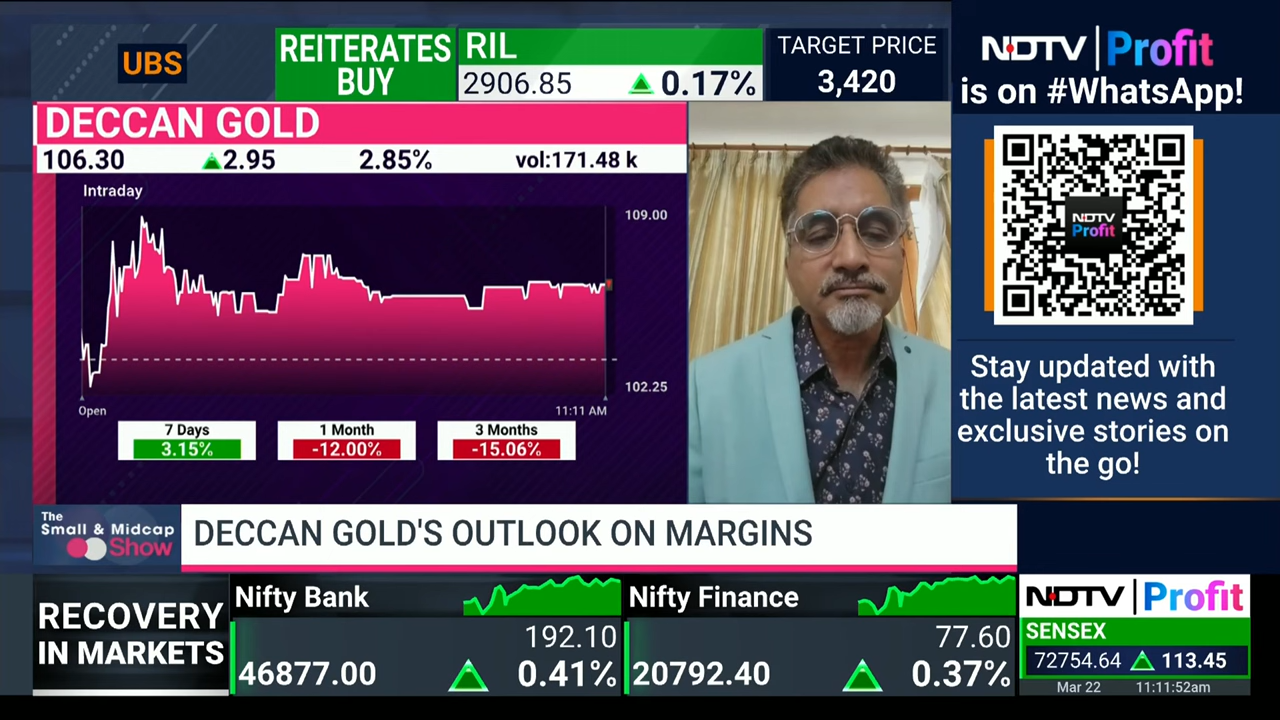 UBS
REITERATES
BUY
RIL
2906.85 0.17%
TARGET PRICE
3,420
NDTV Profit
is on #WhatsApp!
DECCAN GOLD
106.30 2.95 2.85% vol:171.48 k
Intraday
109.00
102.25
Open 11:11 AM
7 Days
3.15%
1 Month
-12.00%
3 Months
-15.06%
NDTV
Profit
Stay updated with
the latest news and
exclusive stories on
the go!
The
Small & Midcap
Show
DECCAN GOLD'S OUTLOOK ON MARGINS
RECOVERY
IN MARKETS
Nifty Bank
192.10
46877.00 0.41%
Nifty Finance
77.60
20792.40 0.37%
NDTV Profit
SENSEX
72754.64 113.45
Mar 22 11:11:52am